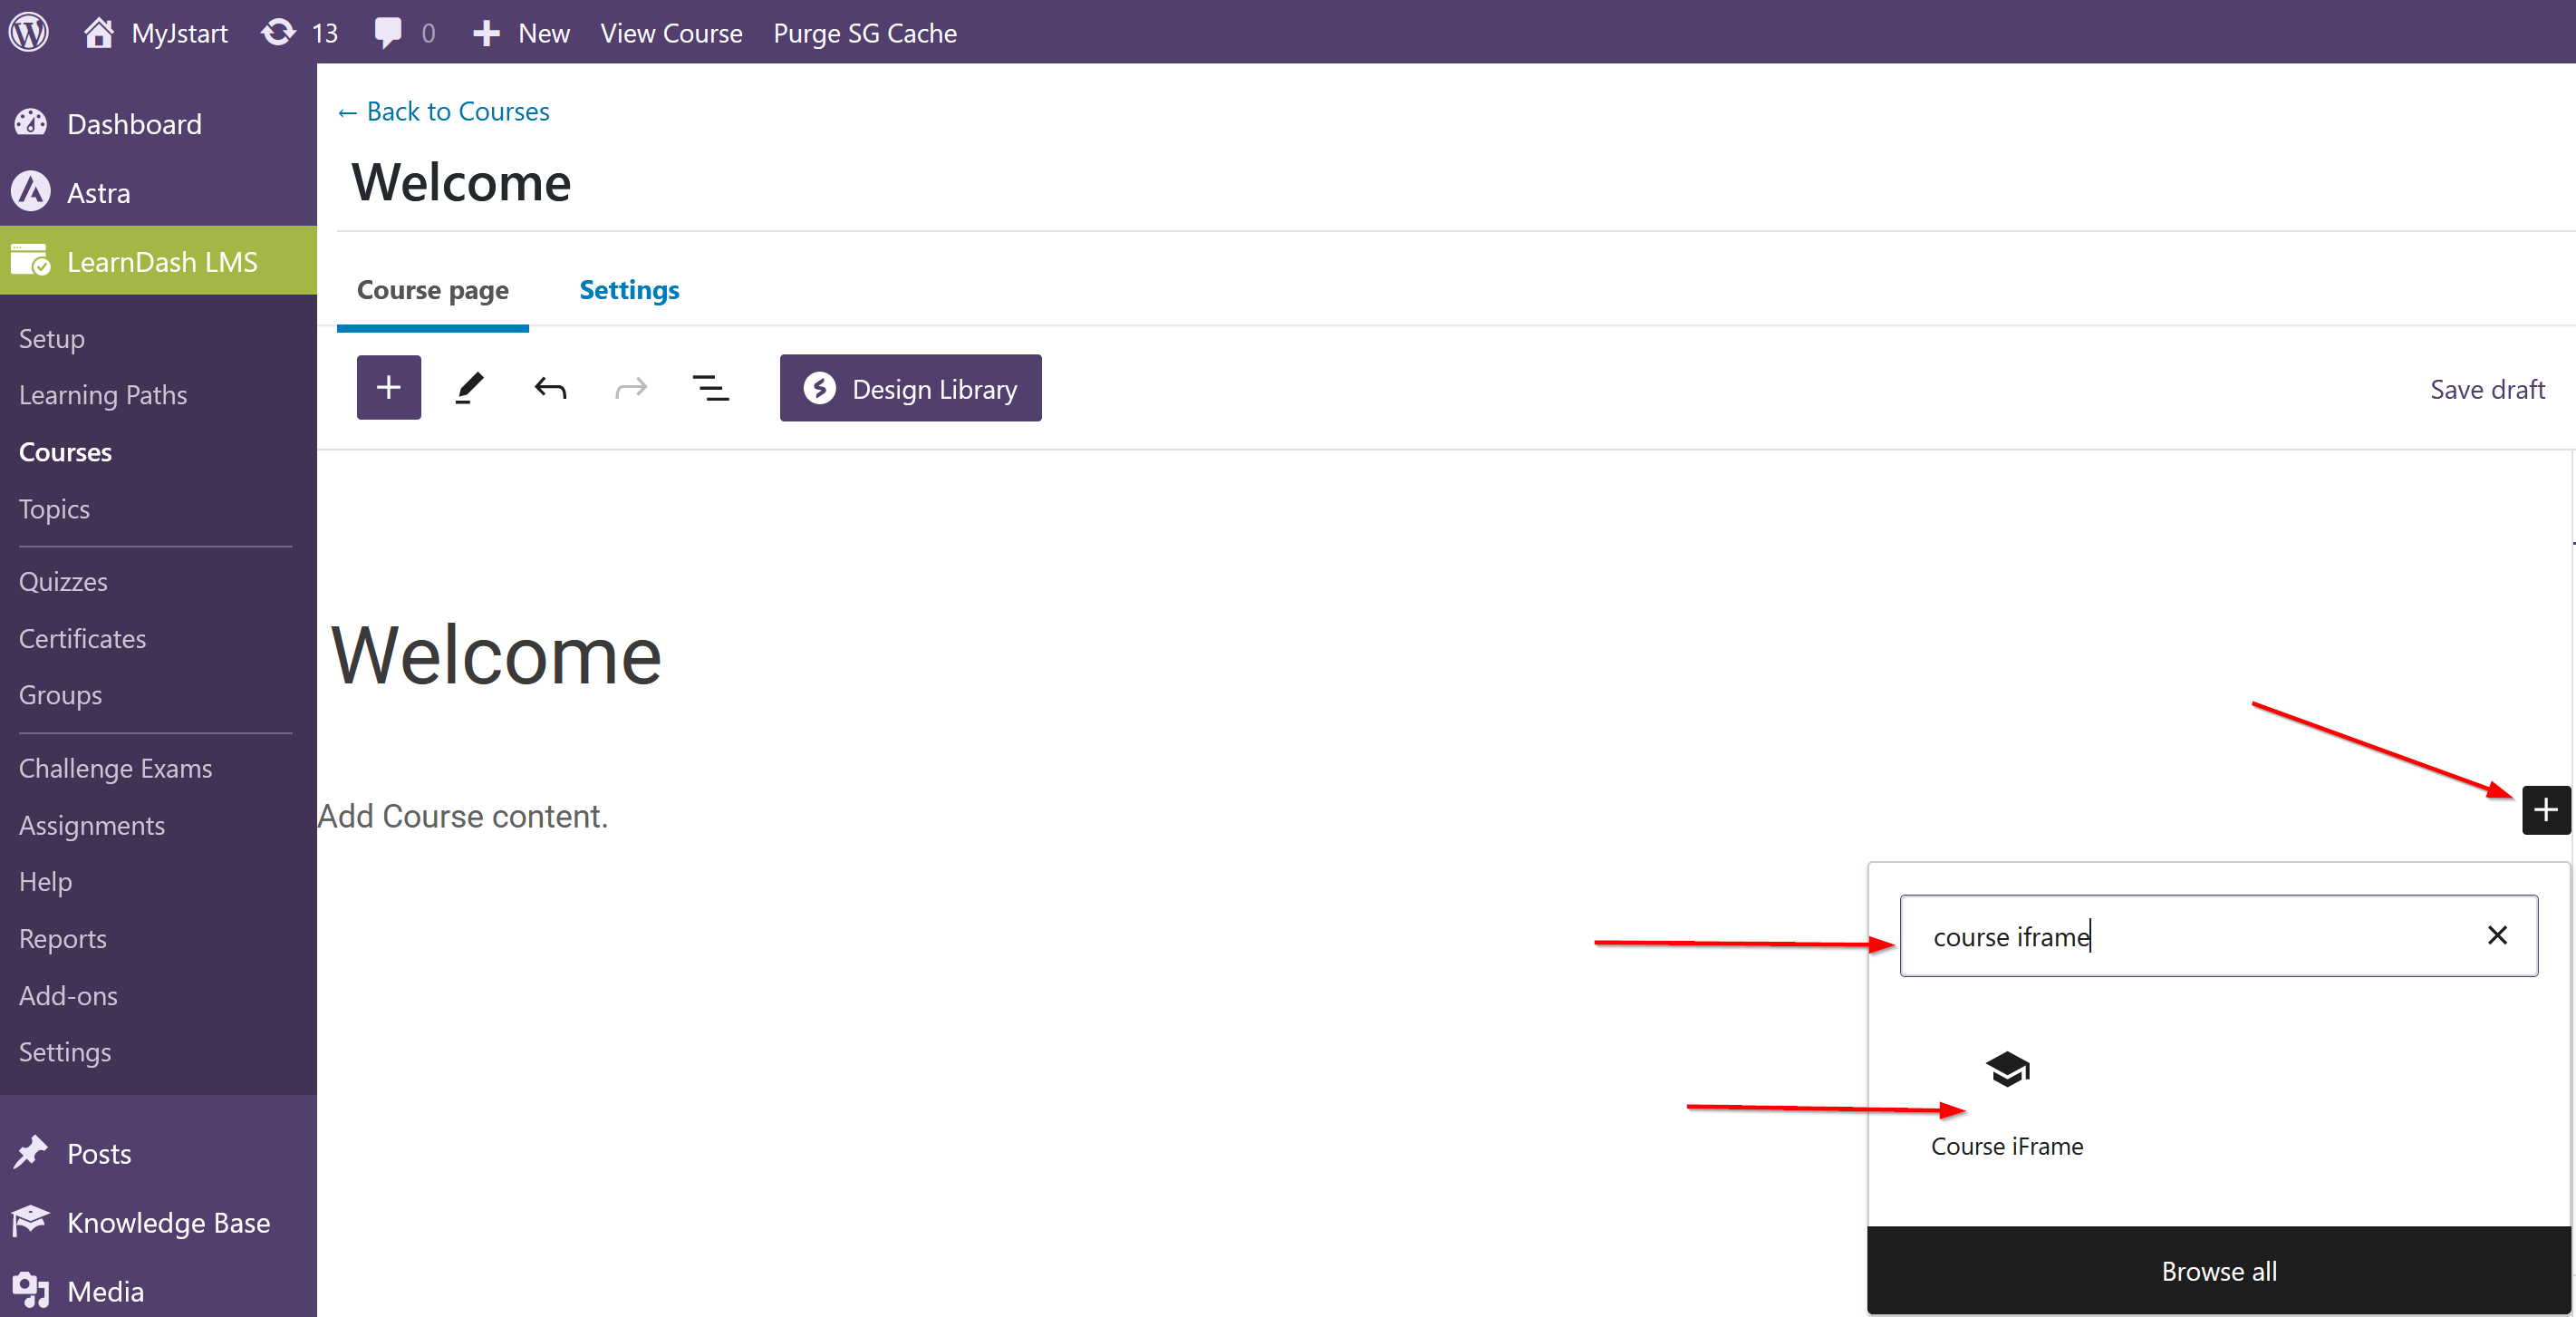 MyJstart 13 0 New View Course Purge SG Cache
Dashboard
Astra
LearnDash LMS
Setup
Learning Paths
Courses
Topics
Quizzes
Certificates
Groups
Challenge Exams
Assignments
Help
Reports
Add-ons
Settings
Posts
Knowledge Base
Media
← Back to Courses
Welcome
Course page Settings
Design Library Save draft
Welcome
Add Course content.
course iframe
Course iFrame
Browse all